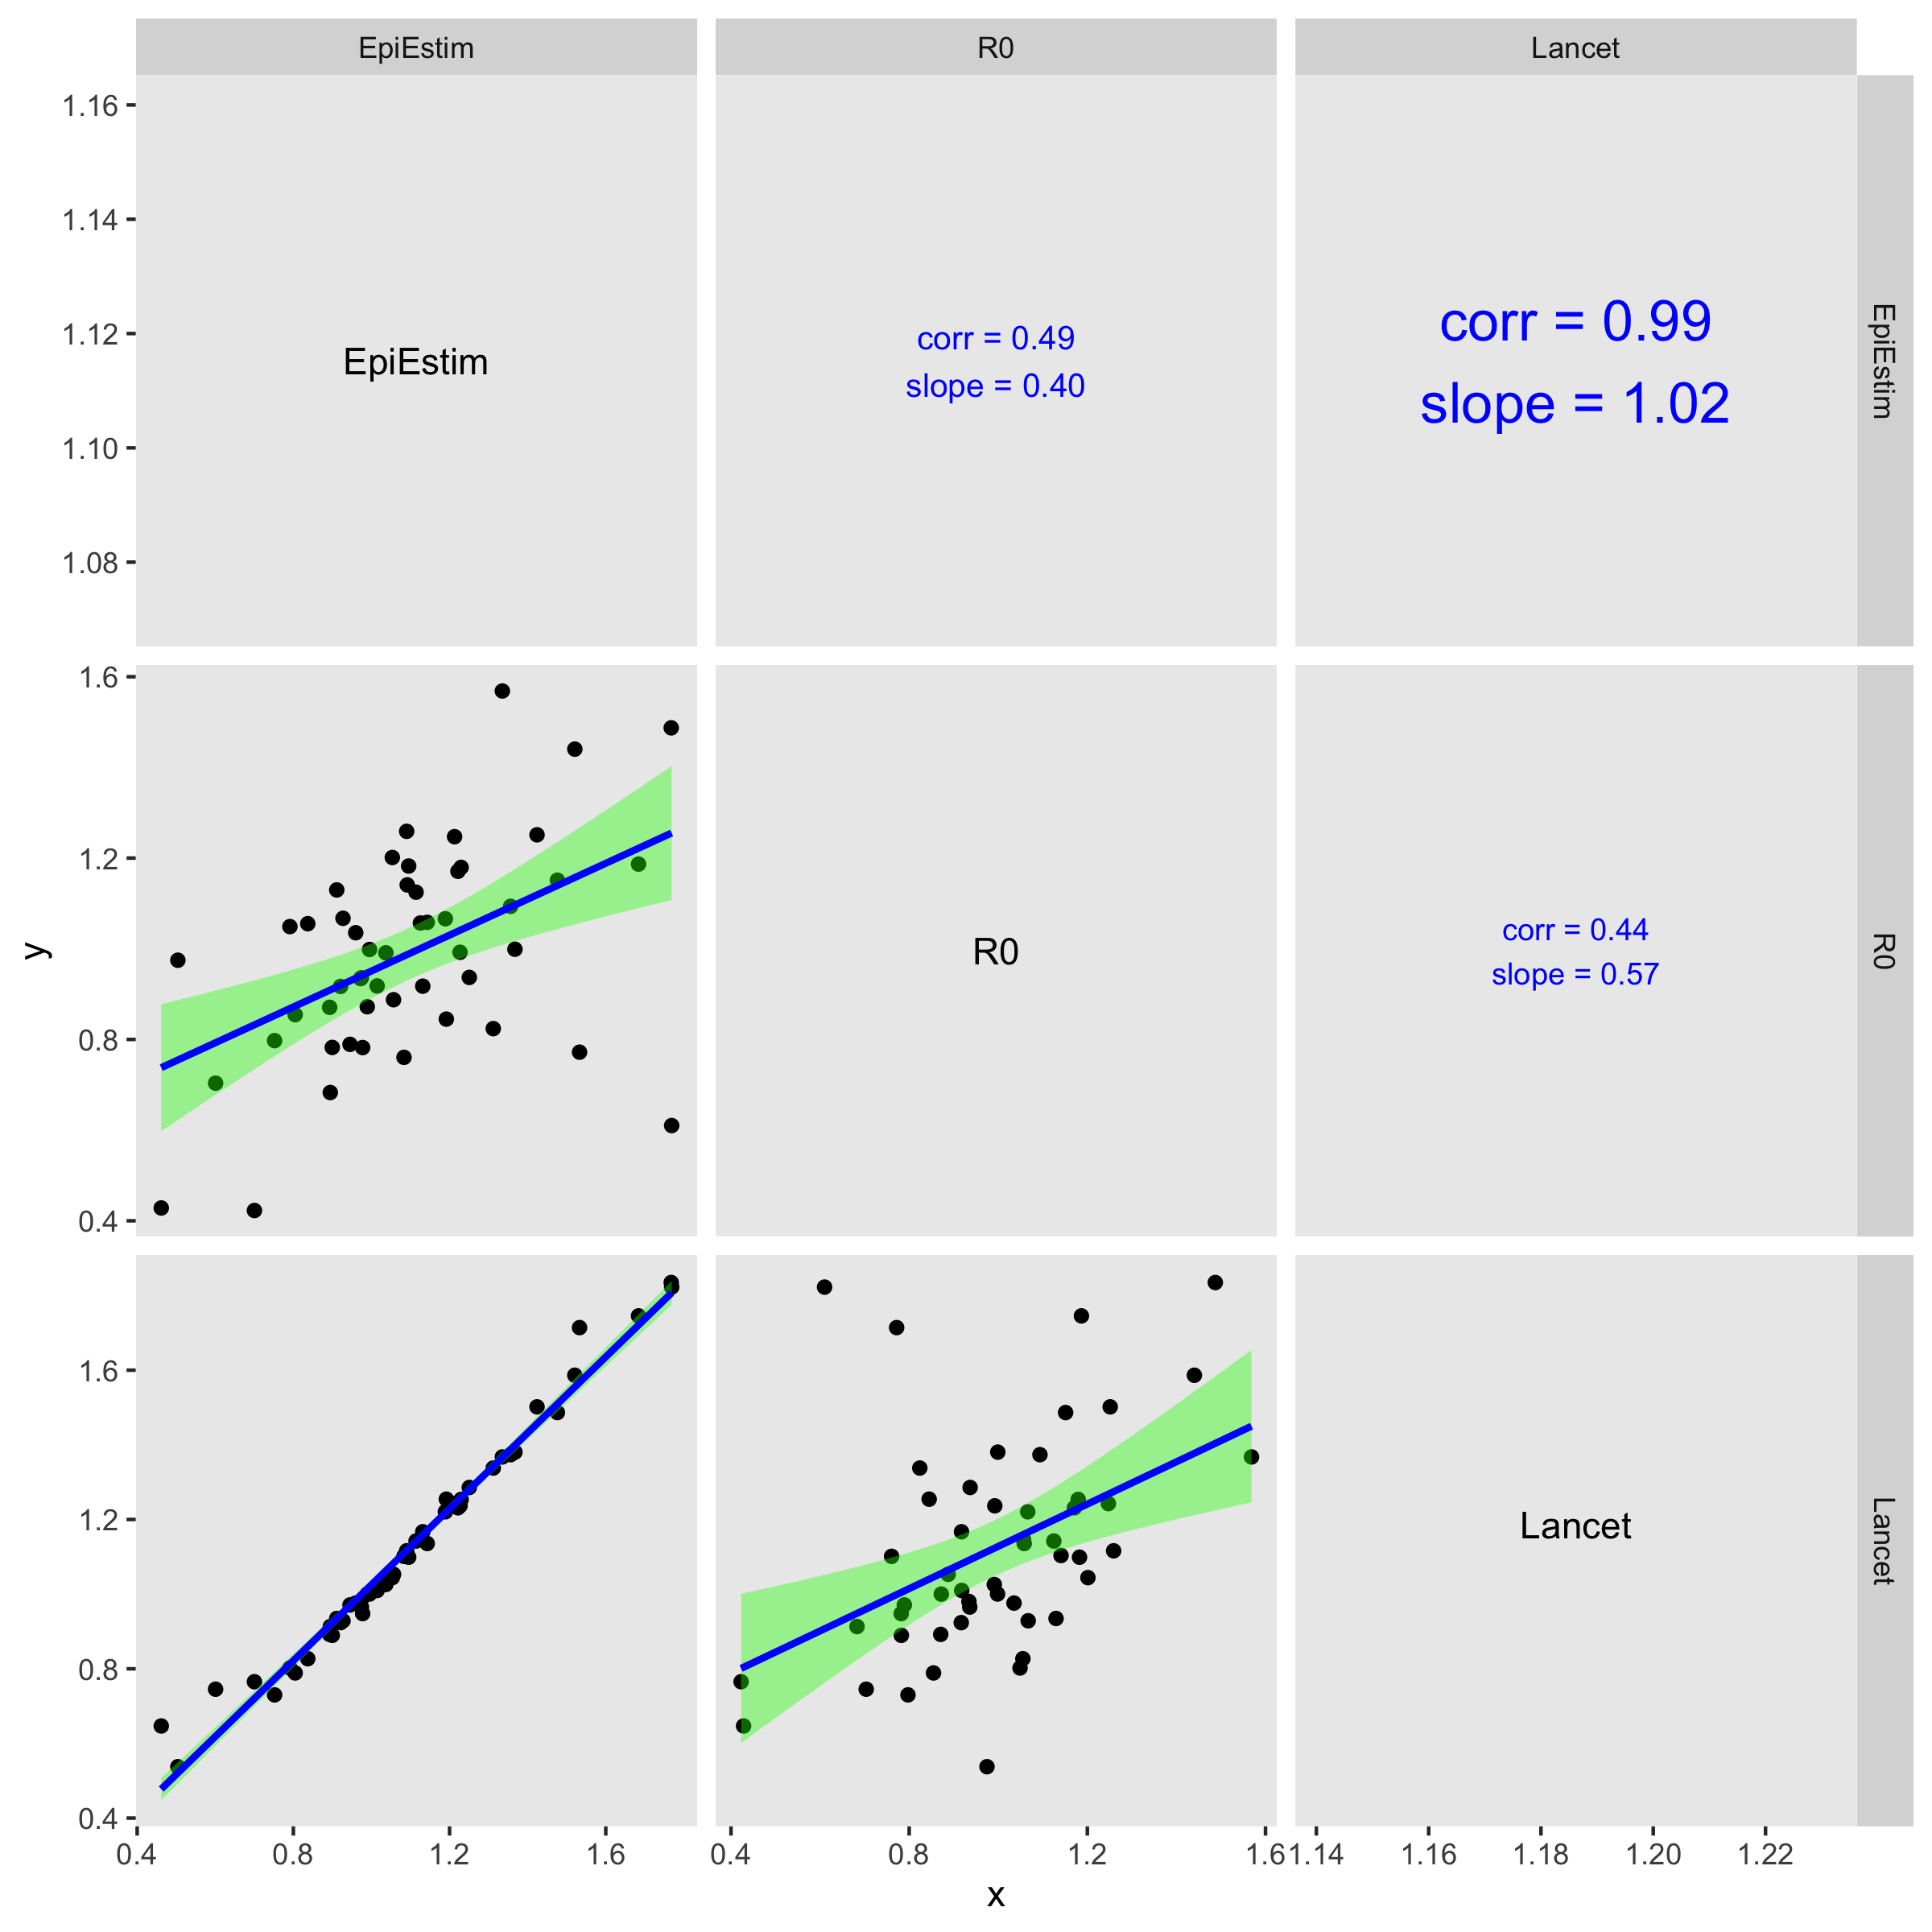 EpiEstim R0 Lancet
1.16
1.14
1.12
1.10
1.08
EpiEstim
corr = 0.49
slope = 0.40
corr = 0.99
slope = 1.02
EpiEstim
y
1.6
1.2
0.8
0.4
R0
corr = 0.44
slope = 0.57
R0
1.6
1.2
0.8
0.4
Lancet
Lancet
0.4 0.8 1.2 1.6 0.4 0.8 1.2 1.6 1.14 1.16 1.18 1.20 1.22
x